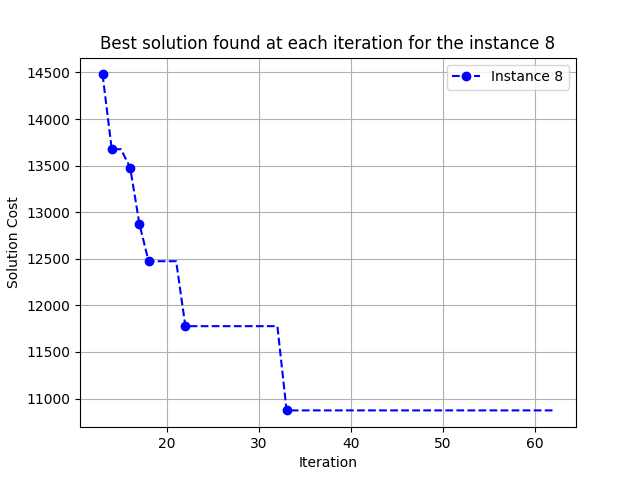 Best solution found at each iteration for the instance 8
Instance 8
Solution Cost
14500
14000
13500
13000
12500
12000
11500
11000
20 30 40 50 60
Iteration